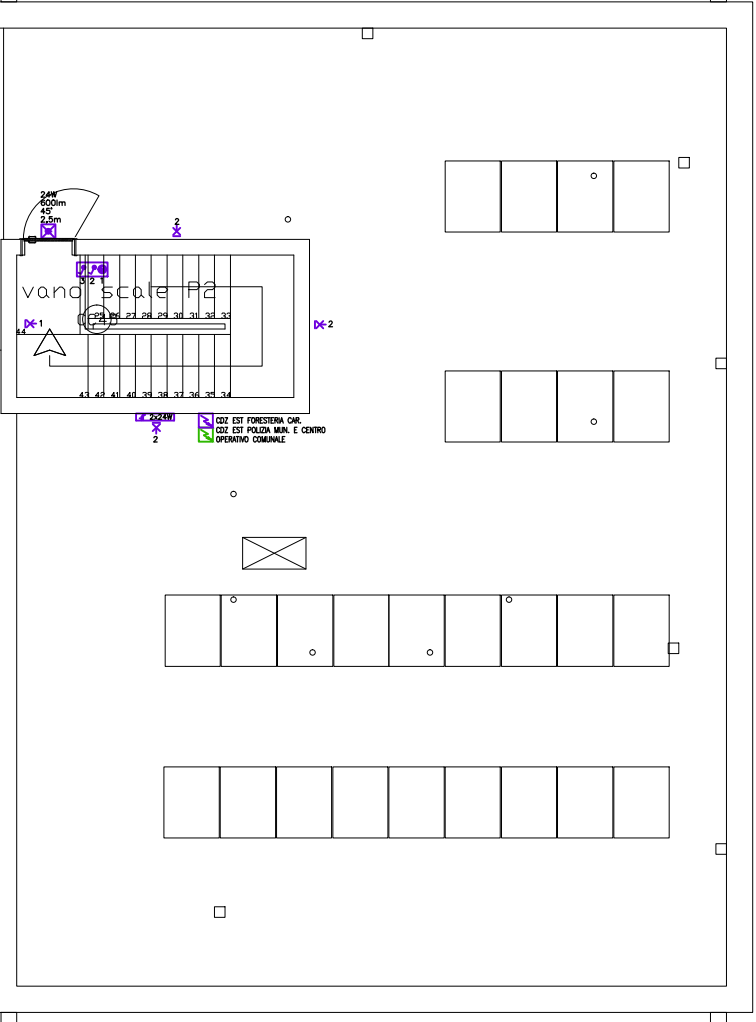 24W
600lm
45°
2,5m
2
3 2 1
vano scale P2
25 26 27 28 29 30 31 32 33
1
2
44
43 42 41 40 39 38 37 36 35 34
2x24W
2
CDZ EST FORESTERIA CAR.
CDZ EST POLIZIA MUN. E CENTRO
OPERATIVO COMUNALE